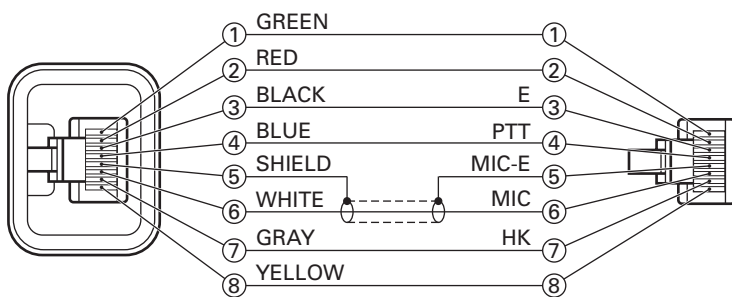 ① GREEN ①
② RED ②
③ BLACK E ③
④ BLUE PTT ④
⑤ SHIELD MIC-E ⑤
⑥ WHITE MIC ⑥
⑦ GRAY HK ⑦
⑧ YELLOW ⑧